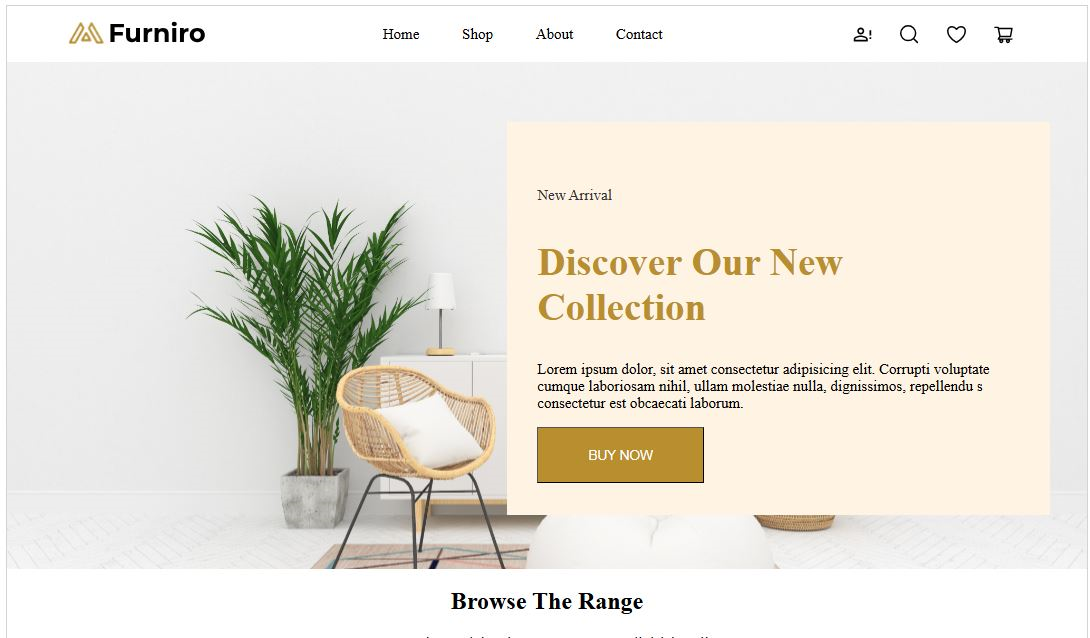 Furniro
Home
Shop
About
Contact
New Arrival
Discover Our New
Collection
Lorem ipsum dolor, sit amet consectetur adipisicing elit. Corrupti voluptate
cumque laboriosam nihil, ullam molestiae nulla, dignissimos, repellendu s
consectetur est obcaecati laborum.
BUY NOW
Browse The Range